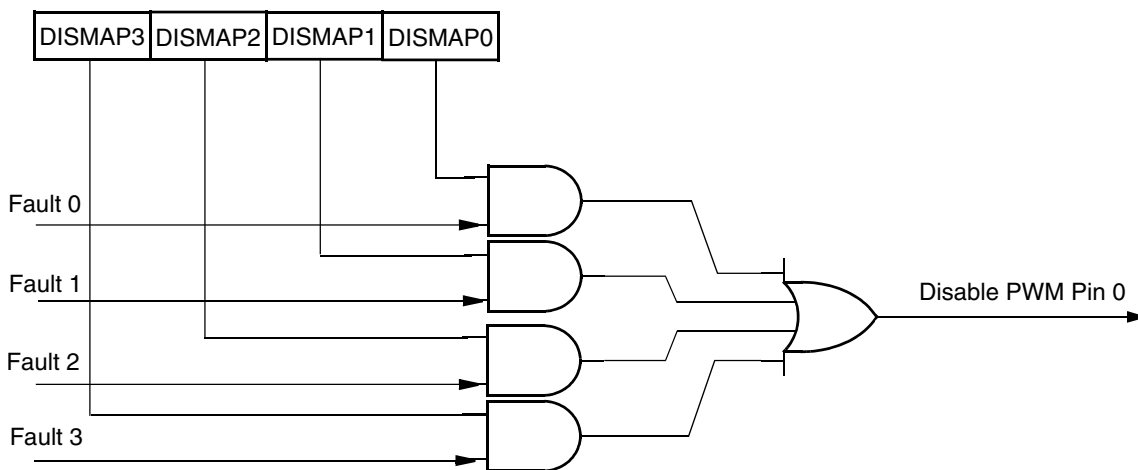 DISMAP3 DISMAP2 DISMAP1 DISMAP0
Fault 0
Fault 1
Disable PWM Pin 0
Fault 2
Fault 3